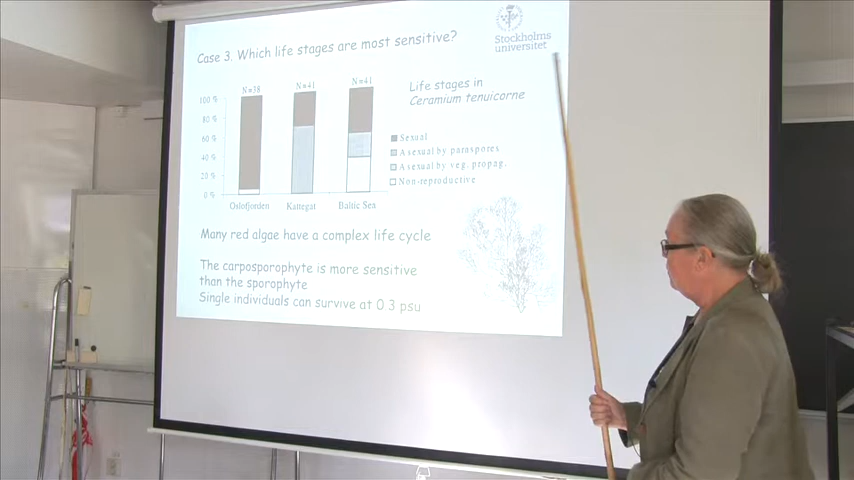 Case 3. Which life stages are most sensitive?
Stockholms
universitet
N=38
N=41
N=41
Life stages in
Ceramium tenuicorne
100 %
80 %
60 %
40 %
20 %
0 %
Sexual
Asexual by paraspores
Asexual by veg. propag.
Non-reproductive
Oslofjorden
Kattegat
Baltic Sea
Many red algae have a complex life cycle
The carposporophyte is more sensitive
than the sporophyte
Single individuals can survive at 0.3 psu